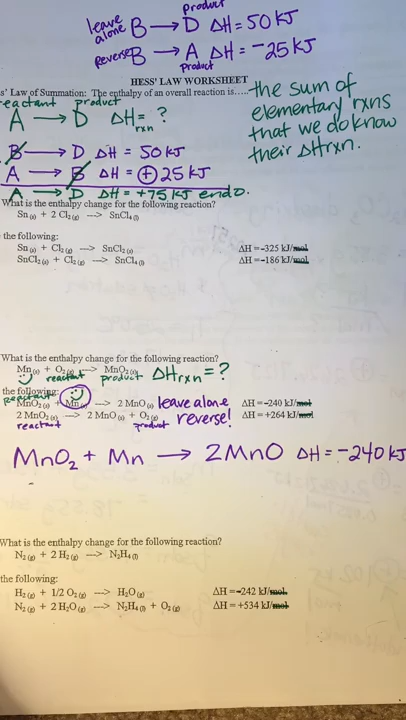 product
leave alone B → D ΔH = 50 kJ
reverse B → A ΔH = -25 kJ
product
HESS' LAW WORKSHEET
s' Law of Summation: The enthalpy of an overall reaction is.....
the sum of elementary rxns that we do know their ΔHrxn.
reactant product
A → D ΔH rxn = ?
B → D ΔH = 50 kJ
A → B ΔH = + 25 kJ
A → D ΔH = +75 kJ endo.
What is the enthalpy change for the following reaction?
Sn (s) + 2 Cl₂ (g) ---> SnCl₄ (l)
the following:
Sn (s) + Cl₂ (g) ---> SnCl₂ (s) ΔH = -325 kJ/mol
SnCl₂ (s) + Cl₂ (g) ---> SnCl₄ (l) ΔH = -186 kJ/mol
What is the enthalpy change for the following reaction?
Mn (s) + O₂ (g) ---> MnO₂ (s) ΔHrxn = ?
reactant product
the following:
reactant
MnO₂ (s) + Mn (s) ---> 2 MnO (s) leave alone ΔH = -240 kJ/mol
2 MnO₂ (s) ---> 2 MnO (s) + O₂ (g) reverse! ΔH = +264 kJ/mol
reactant product
MnO₂ + Mn → 2MnO ΔH = -240 kJ
What is the enthalpy change for the following reaction?
N₂ (g) + 2 H₂ (g) ---> N₂H₄ (l)
the following:
H₂ (g) + 1/2 O₂ (g) ---> H₂O (g) ΔH = -242 kJ/mol
N₂ (g) + 2 H₂O (g) ---> N₂H₄ (l) + O₂ (g) ΔH = +534 kJ/mol